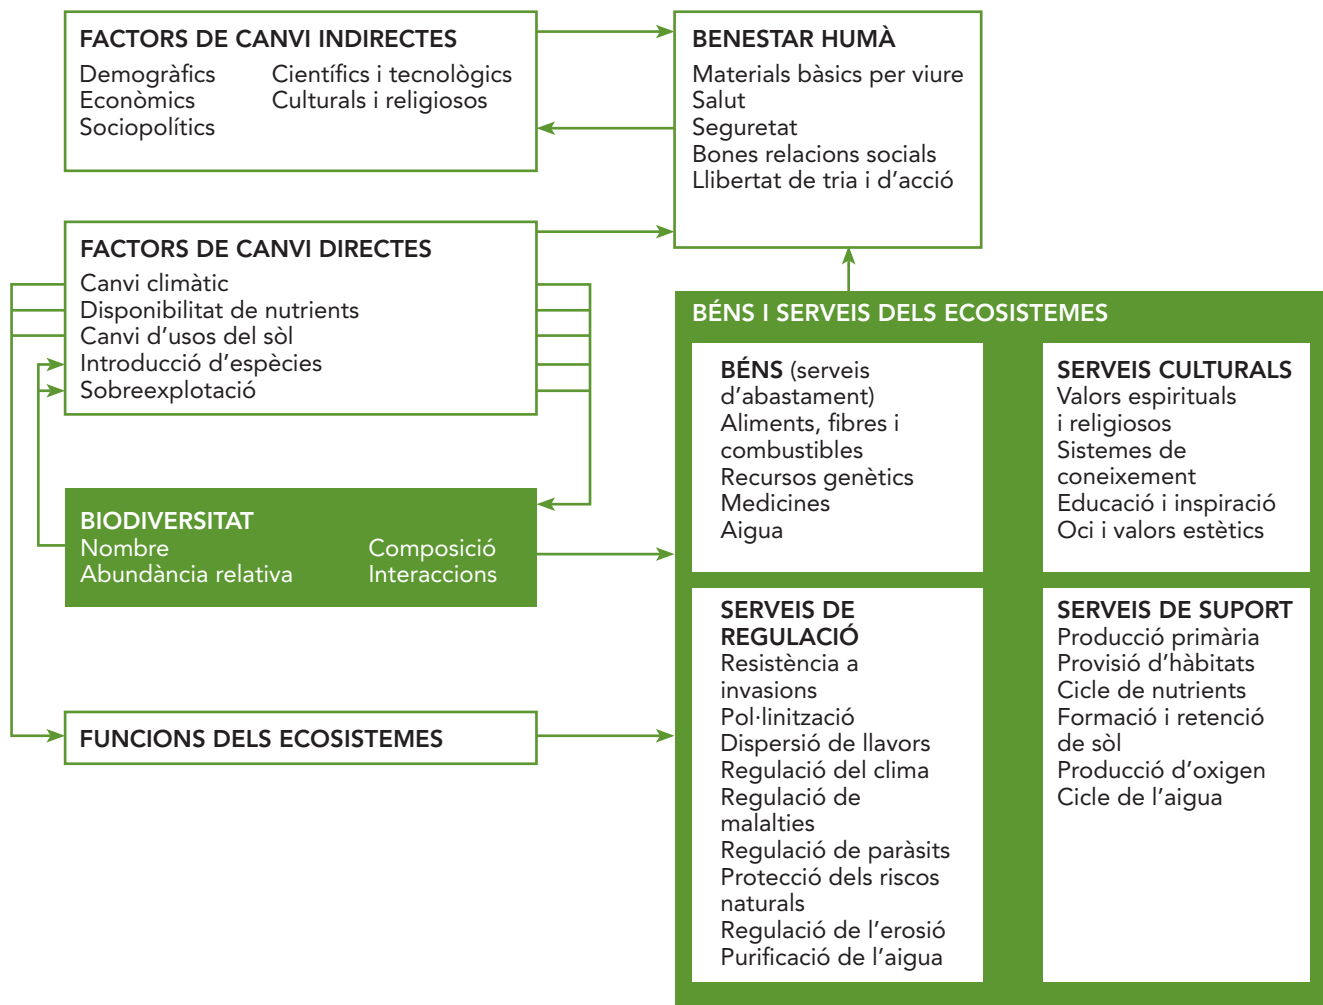 FACTORS DE CANVI INDIRECTES
Demogràfics
Econòmics
Sociopolítics
Científics i tecnològics
Culturals i religiosos
BENESTAR HUMÀ
Materials bàsics per viure
Salut
Seguretat
Bones relacions socials
Llibertat de tria i d’acció
FACTORS DE CANVI DIRECTES
Canvi climàtic
Disponibilitat de nutrients
Canvi d’usos del sòl
Introducció d’espècies
Sobreexplotació
BIODIVERSITAT
Nombre
Abundància relativa
Composició
Interaccions
FUNCIONS DELS ECOSISTEMES
BÉNS I SERVEIS DELS ECOSISTEMES
BÉNS (serveis
d’abastament)
Aliments, fibres i
combustibles
Recursos genètics
Medicines
Aigua
SERVEIS CULTURALS
Valors espirituals
i religiosos
Sistemes de
coneixement
Educació i inspiració
Oci i valors estètics
SERVEIS DE
REGULACIÓ
Resistència a
invasions
Pol·linització
Dispersió de llavors
Regulació del clima
Regulació de
malalties
Regulació de paràsits
Protecció dels riscos
naturals
Regulació de l’erosió
Purificació de l’aigua
SERVEIS DE SUPORT
Producció primària
Provisió d’hàbitats
Cicle de nutrients
Formació i retenció
de sòl
Producció d’oxigen
Cicle de l’aigua